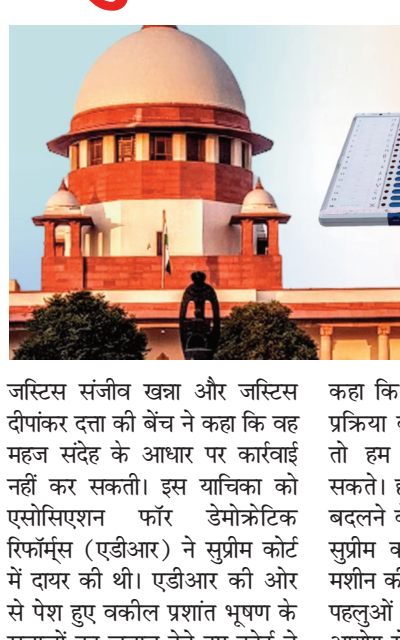 जस्टिस संजीव खन्ना और जस्टिस
दीपांकर दत्ता की बेंच ने कहा कि वह
महज संदेह के आधार पर कार्रवाई
नहीं कर सकती। इस याचिका को
एसोसिएशन फॉर डेमोक्रेटिक
रिफॉर्म्स (एडीआर) ने सुप्रीम कोर्ट
में दायर की थी। एडीआर की ओर
से पेश हुए वकील प्रशांत भूषण के
कहा कि
प्रक्रिया
तो हम
सकते।
बदलने
सुप्रीम
मशीन की
पहलुओं